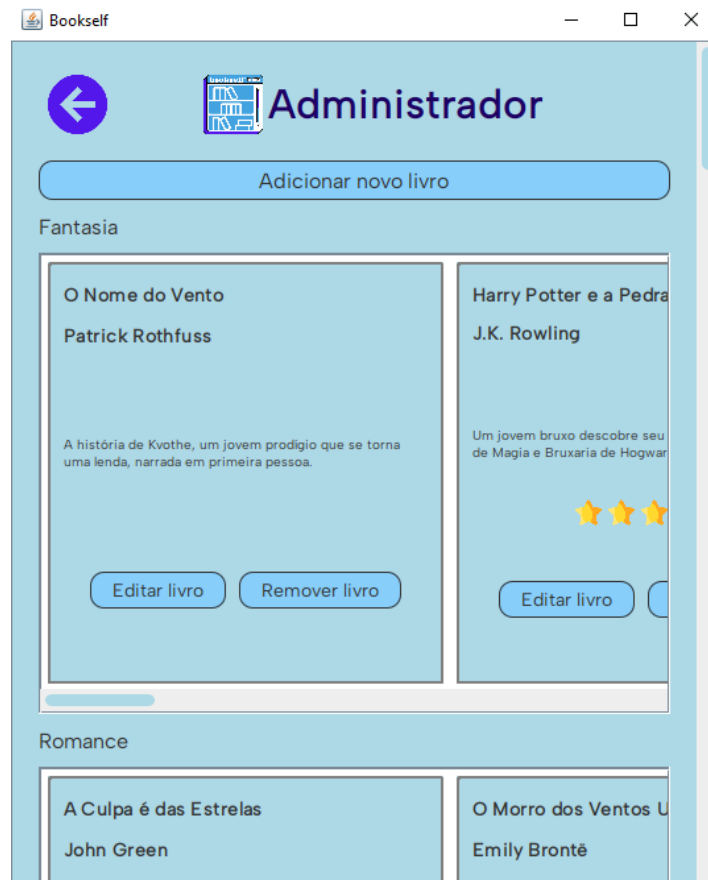 Bookself
Administrador
Adicionar novo livro
Fantasia
O Nome do Vento
Patrick Rothfuss
A história de Kvothe, um jovem prodígio que se torna
uma lenda, narrada em primeira pessoa.
Editar livro
Remover livro
Harry Potter e a Pedra
J.K. Rowling
Um jovem bruxo descobre seu
de Magia e Bruxaria de Hogwar
Editar livro
Romance
A Culpa é das Estrelas
John Green
O Morro dos Ventos U
Emily Brontë